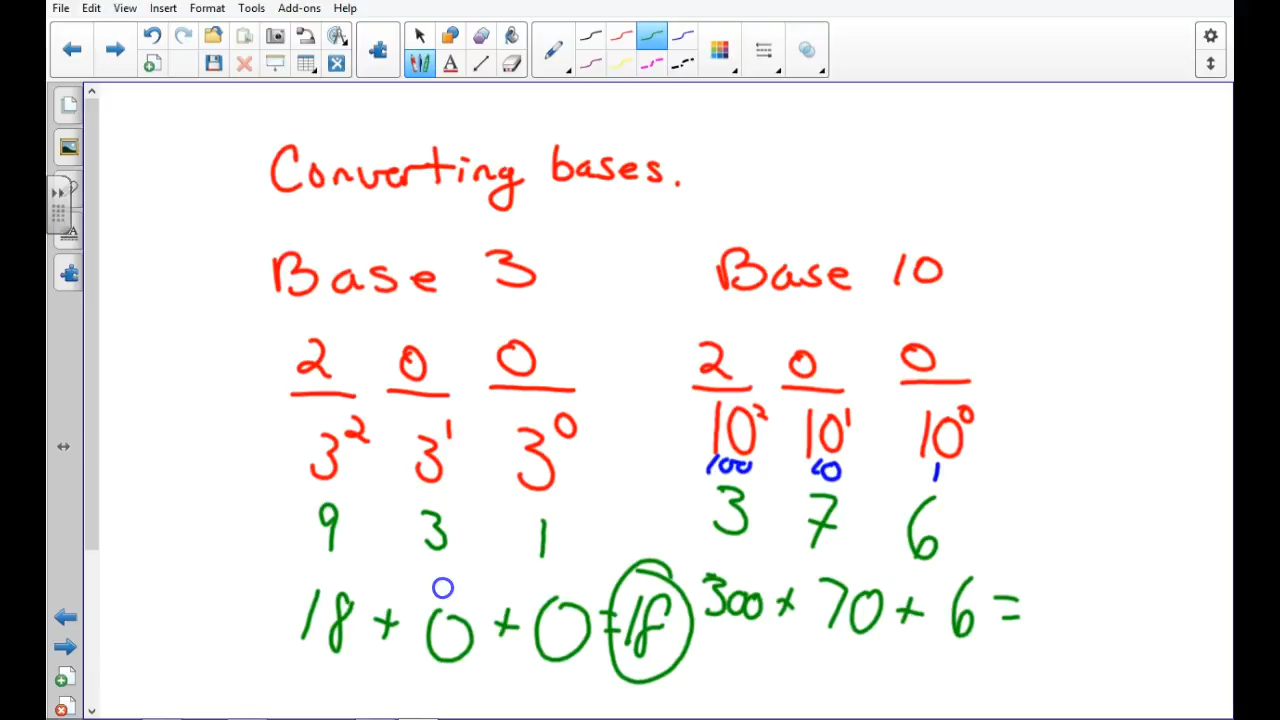 File Edit View Insert Format Tools Add-ons Help
Converting bases.
Base 3 Base 10
2 0 0 2 0 0
3² 3¹ 3⁰ 10² 10¹ 10⁰
100 10 1
9 3 1 3 7 6
18 + 0 + 0 = 18 300 + 70 + 6 =